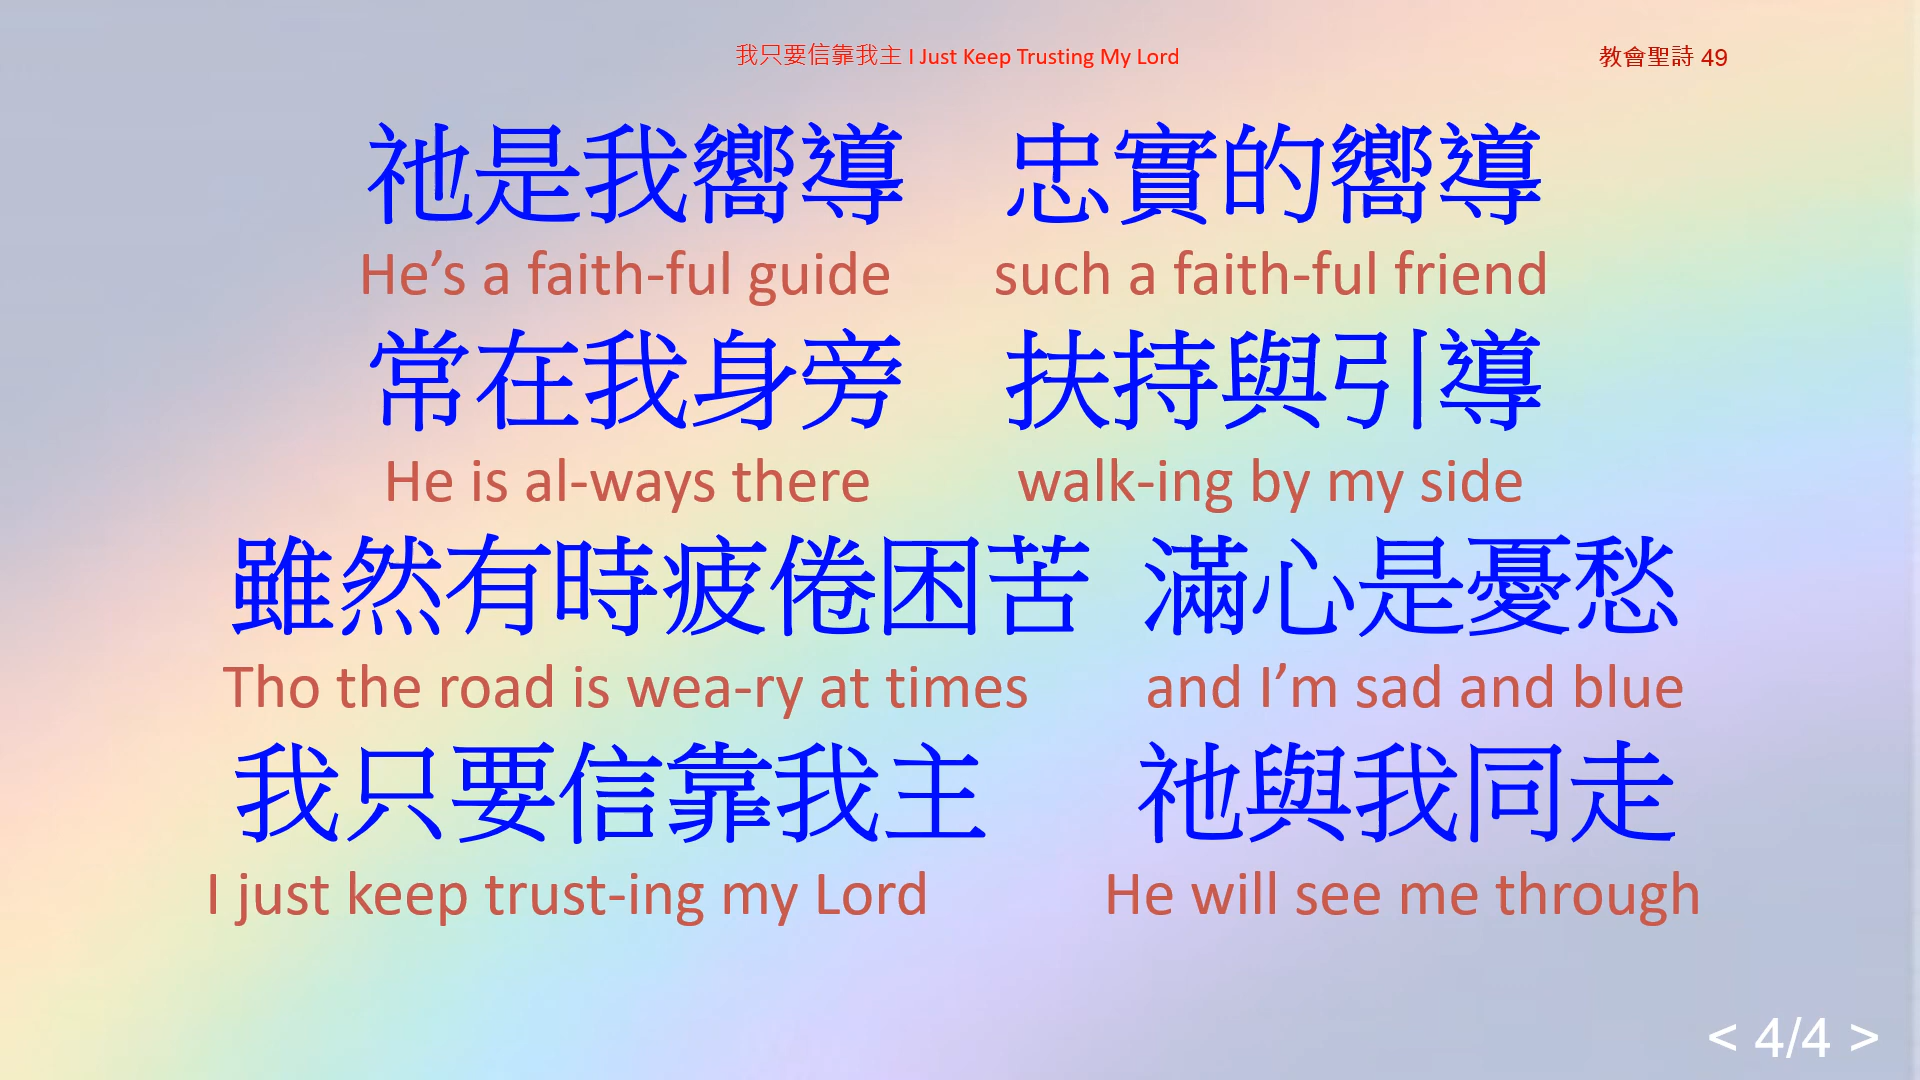 我只要信靠我主 I Just Keep Trusting My Lord 教會聖詩 49
祂是我嚮導 忠實的嚮導
He’s a faith-ful guide such a faith-ful friend
常在我身旁 扶持與引導
He is al-ways there walk-ing by my side
雖然有時疲倦困苦 滿心是憂愁
Tho the road is wea-ry at times and I’m sad and blue
我只要信靠我主 祂與我同走
I just keep trust-ing my Lord He will see me through
< 4/4 >